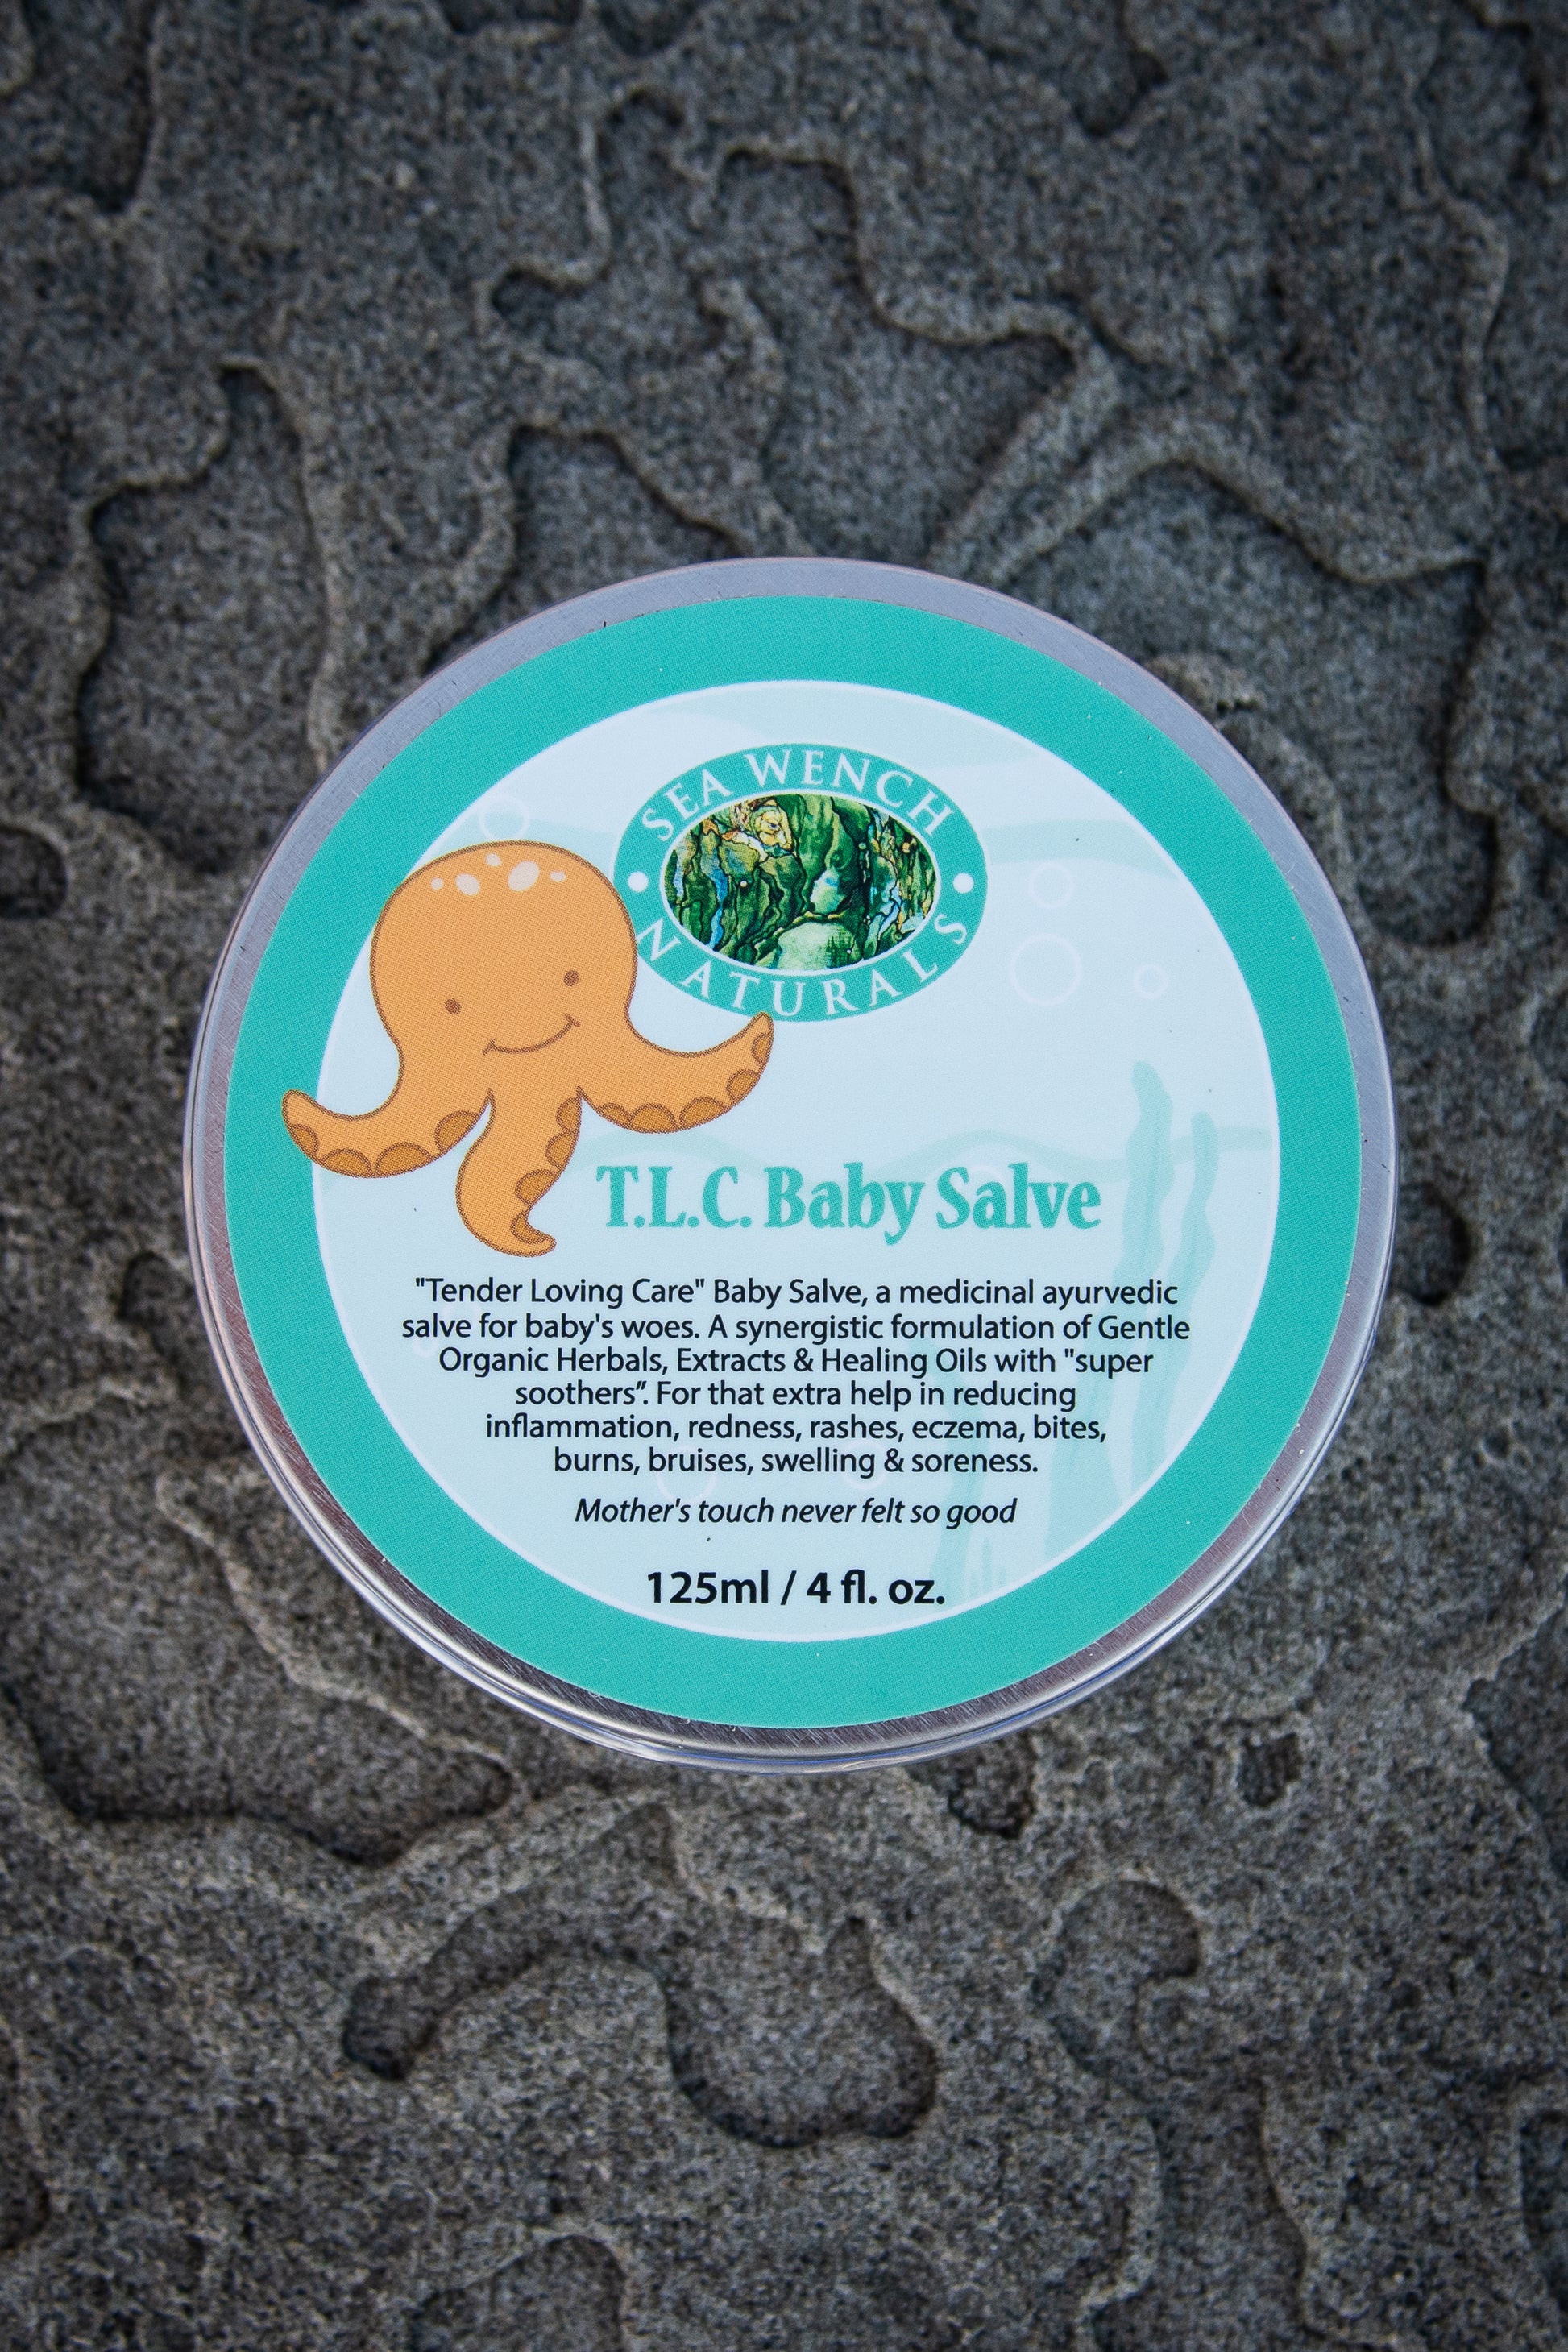 SEA WENCH
NATURALS
T.L.C. Baby Salve
"Tender Loving Care" Baby Salve, a medicinal ayurvedic
salve for baby's woes. A synergistic formulation of Gentle
Organic Herbals, Extracts & Healing Oils with "super
soothers”. For that extra help in reducing
inflammation, redness, rashes, eczema, bites,
burns, bruises, swelling & soreness.
Mother's touch never felt so good
125ml / 4 fl. oz.